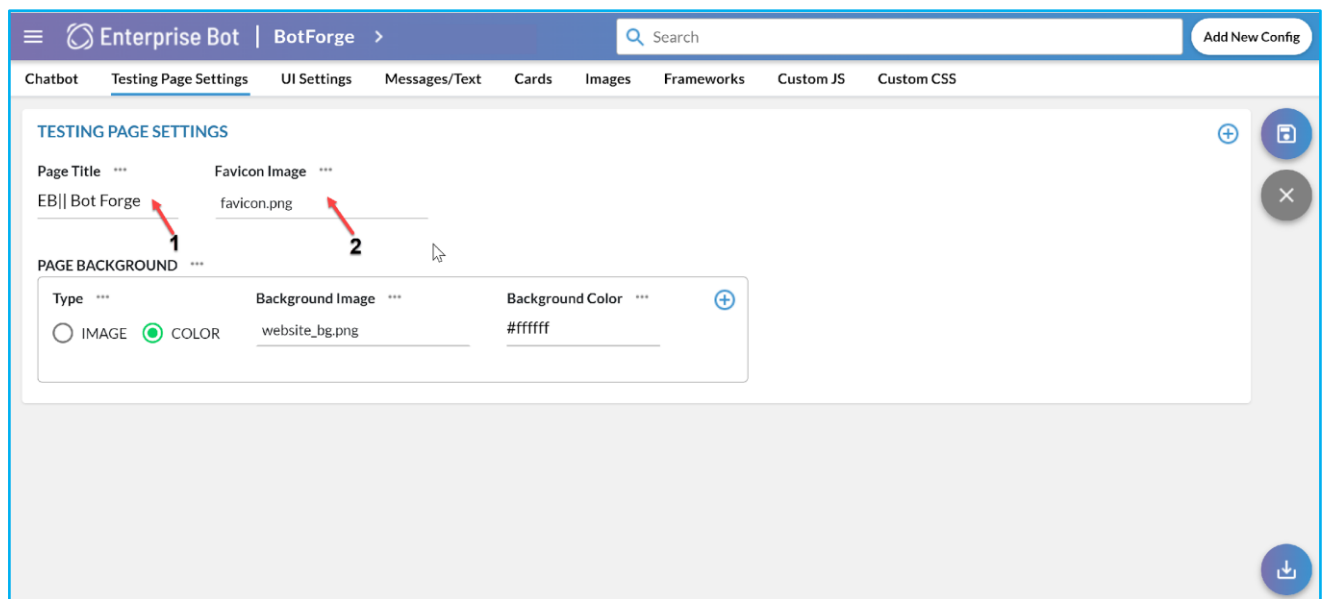 Enterprise Bot | BotForge > Search Add New Config
Chatbot Testing Page Settings UI Settings Messages/Text Cards Images Frameworks Custom JS Custom CSS
TESTING PAGE SETTINGS
Page Title ••• Favicon Image •••
EB|| Bot Forge favicon.png
1 2
PAGE BACKGROUND •••
Type ••• Background Image ••• Background Color •••
IMAGE COLOR website_bg.png #ffffff